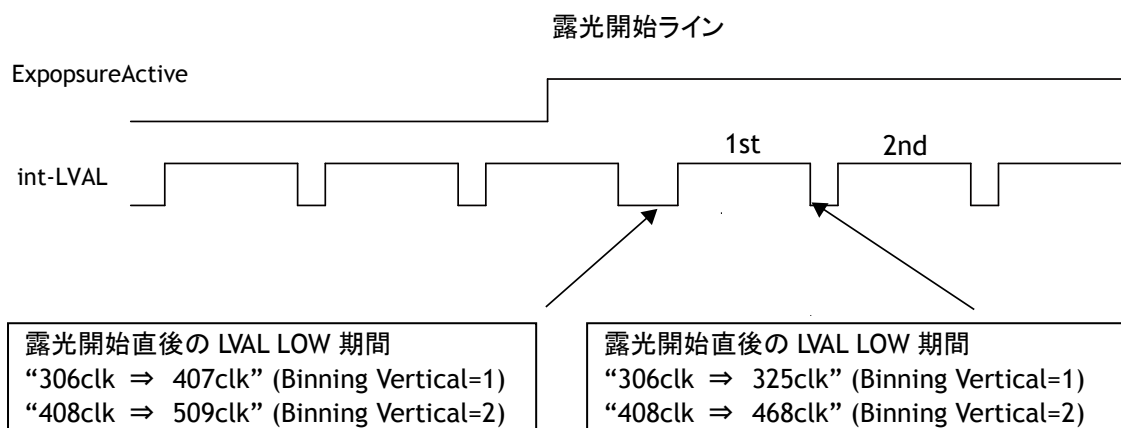 露光開始ライン
ExpopsureActive
1st
2nd
int-LVAL
露光開始直後の LVAL LOW 期間
“306clk ⇒ 407clk” (Binning Vertical=1)
“408clk ⇒ 509clk” (Binning Vertical=2)
露光開始直後の LVAL LOW 期間
“306clk ⇒ 325clk” (Binning Vertical=1)
“408clk ⇒ 468clk” (Binning Vertical=2)